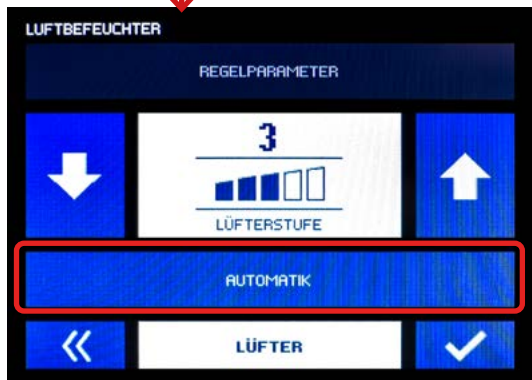 LUFTBEFEUCHTER
REGELPARAMETER
3
LÜFTERSTUFE
AUTOMATIK
LÜFTER